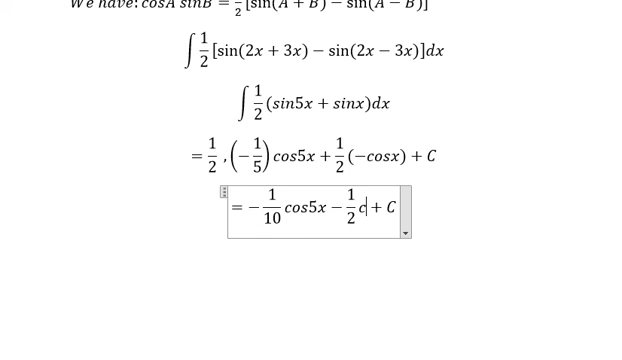 We have: cosA sinB = 1/2 [sin(A + B) − sin(A − B)]
∫ 1/2 [sin(2x + 3x) − sin(2x − 3x)]dx
∫ 1/2 (sin5x + sinx)dx
= 1/2 , (− 1/5) cos5x + 1/2 (−cosx) + C
= − 1/10 cos5x − 1/2 c + C